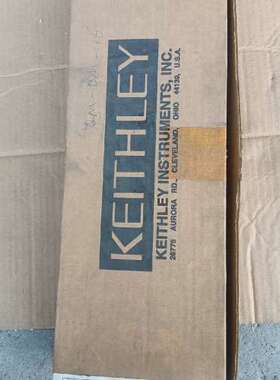 KEITHLEY
KEITHLEY INSTRUMENTS, INC.
28775 AURORA RD., CLEVELAND, OHIO 44139, U.S.A.